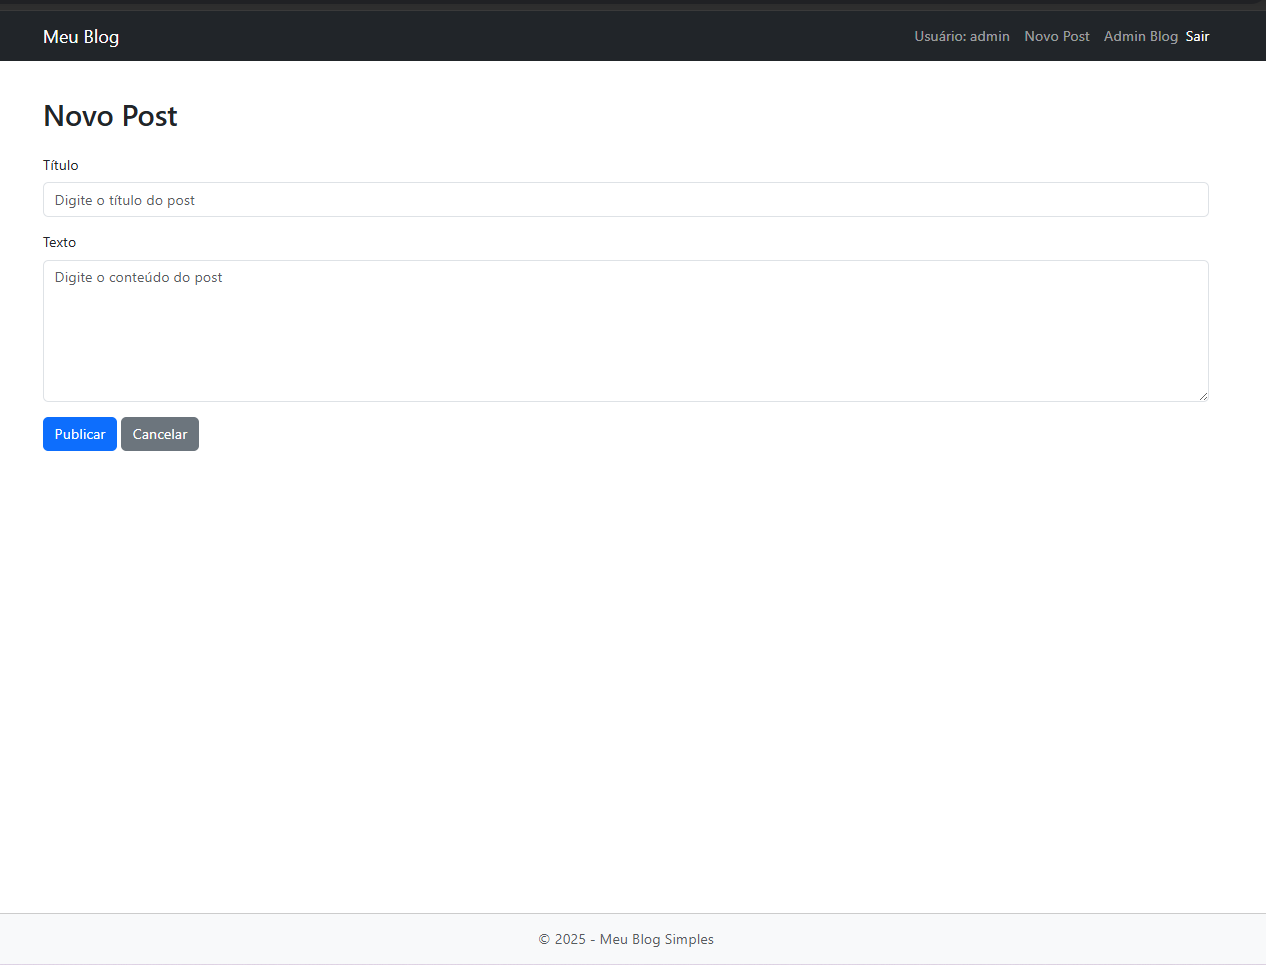 Meu Blog
Usuário: admin Novo Post Admin Blog Sair
Novo Post
Título
Digite o título do post
Texto
Digite o conteúdo do post
Publicar Cancelar
© 2025 - Meu Blog Simples